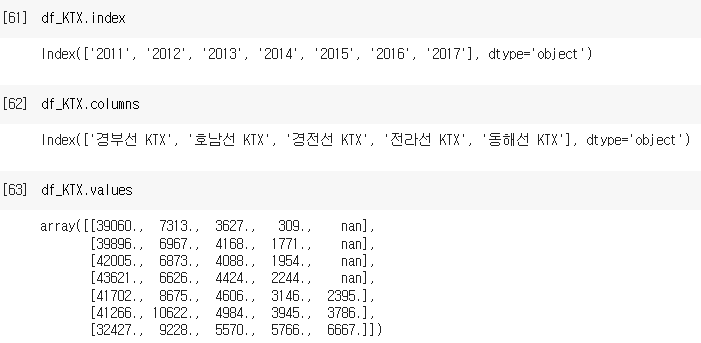 [61] df_KTX.index
Index(['2011', '2012', '2013', '2014', '2015', '2016', '2017'], dtype='object')
[62] df_KTX.columns
Index(['경부선 KTX', '호남선 KTX', '경전선 KTX', '전라선 KTX', '동해선 KTX'], dtype='object')
[63] df_KTX.values
array([[39060., 7313., 3627., 309., nan],
[39896., 6967., 4168., 1771., nan],
[42005., 6873., 4088., 1954., nan],
[43621., 6626., 4424., 2244., nan],
[41702., 8675., 4606., 3146., 2395.],
[41266., 10622., 4984., 3945., 3786.],
[32427., 9228., 5570., 5766., 6667.]])